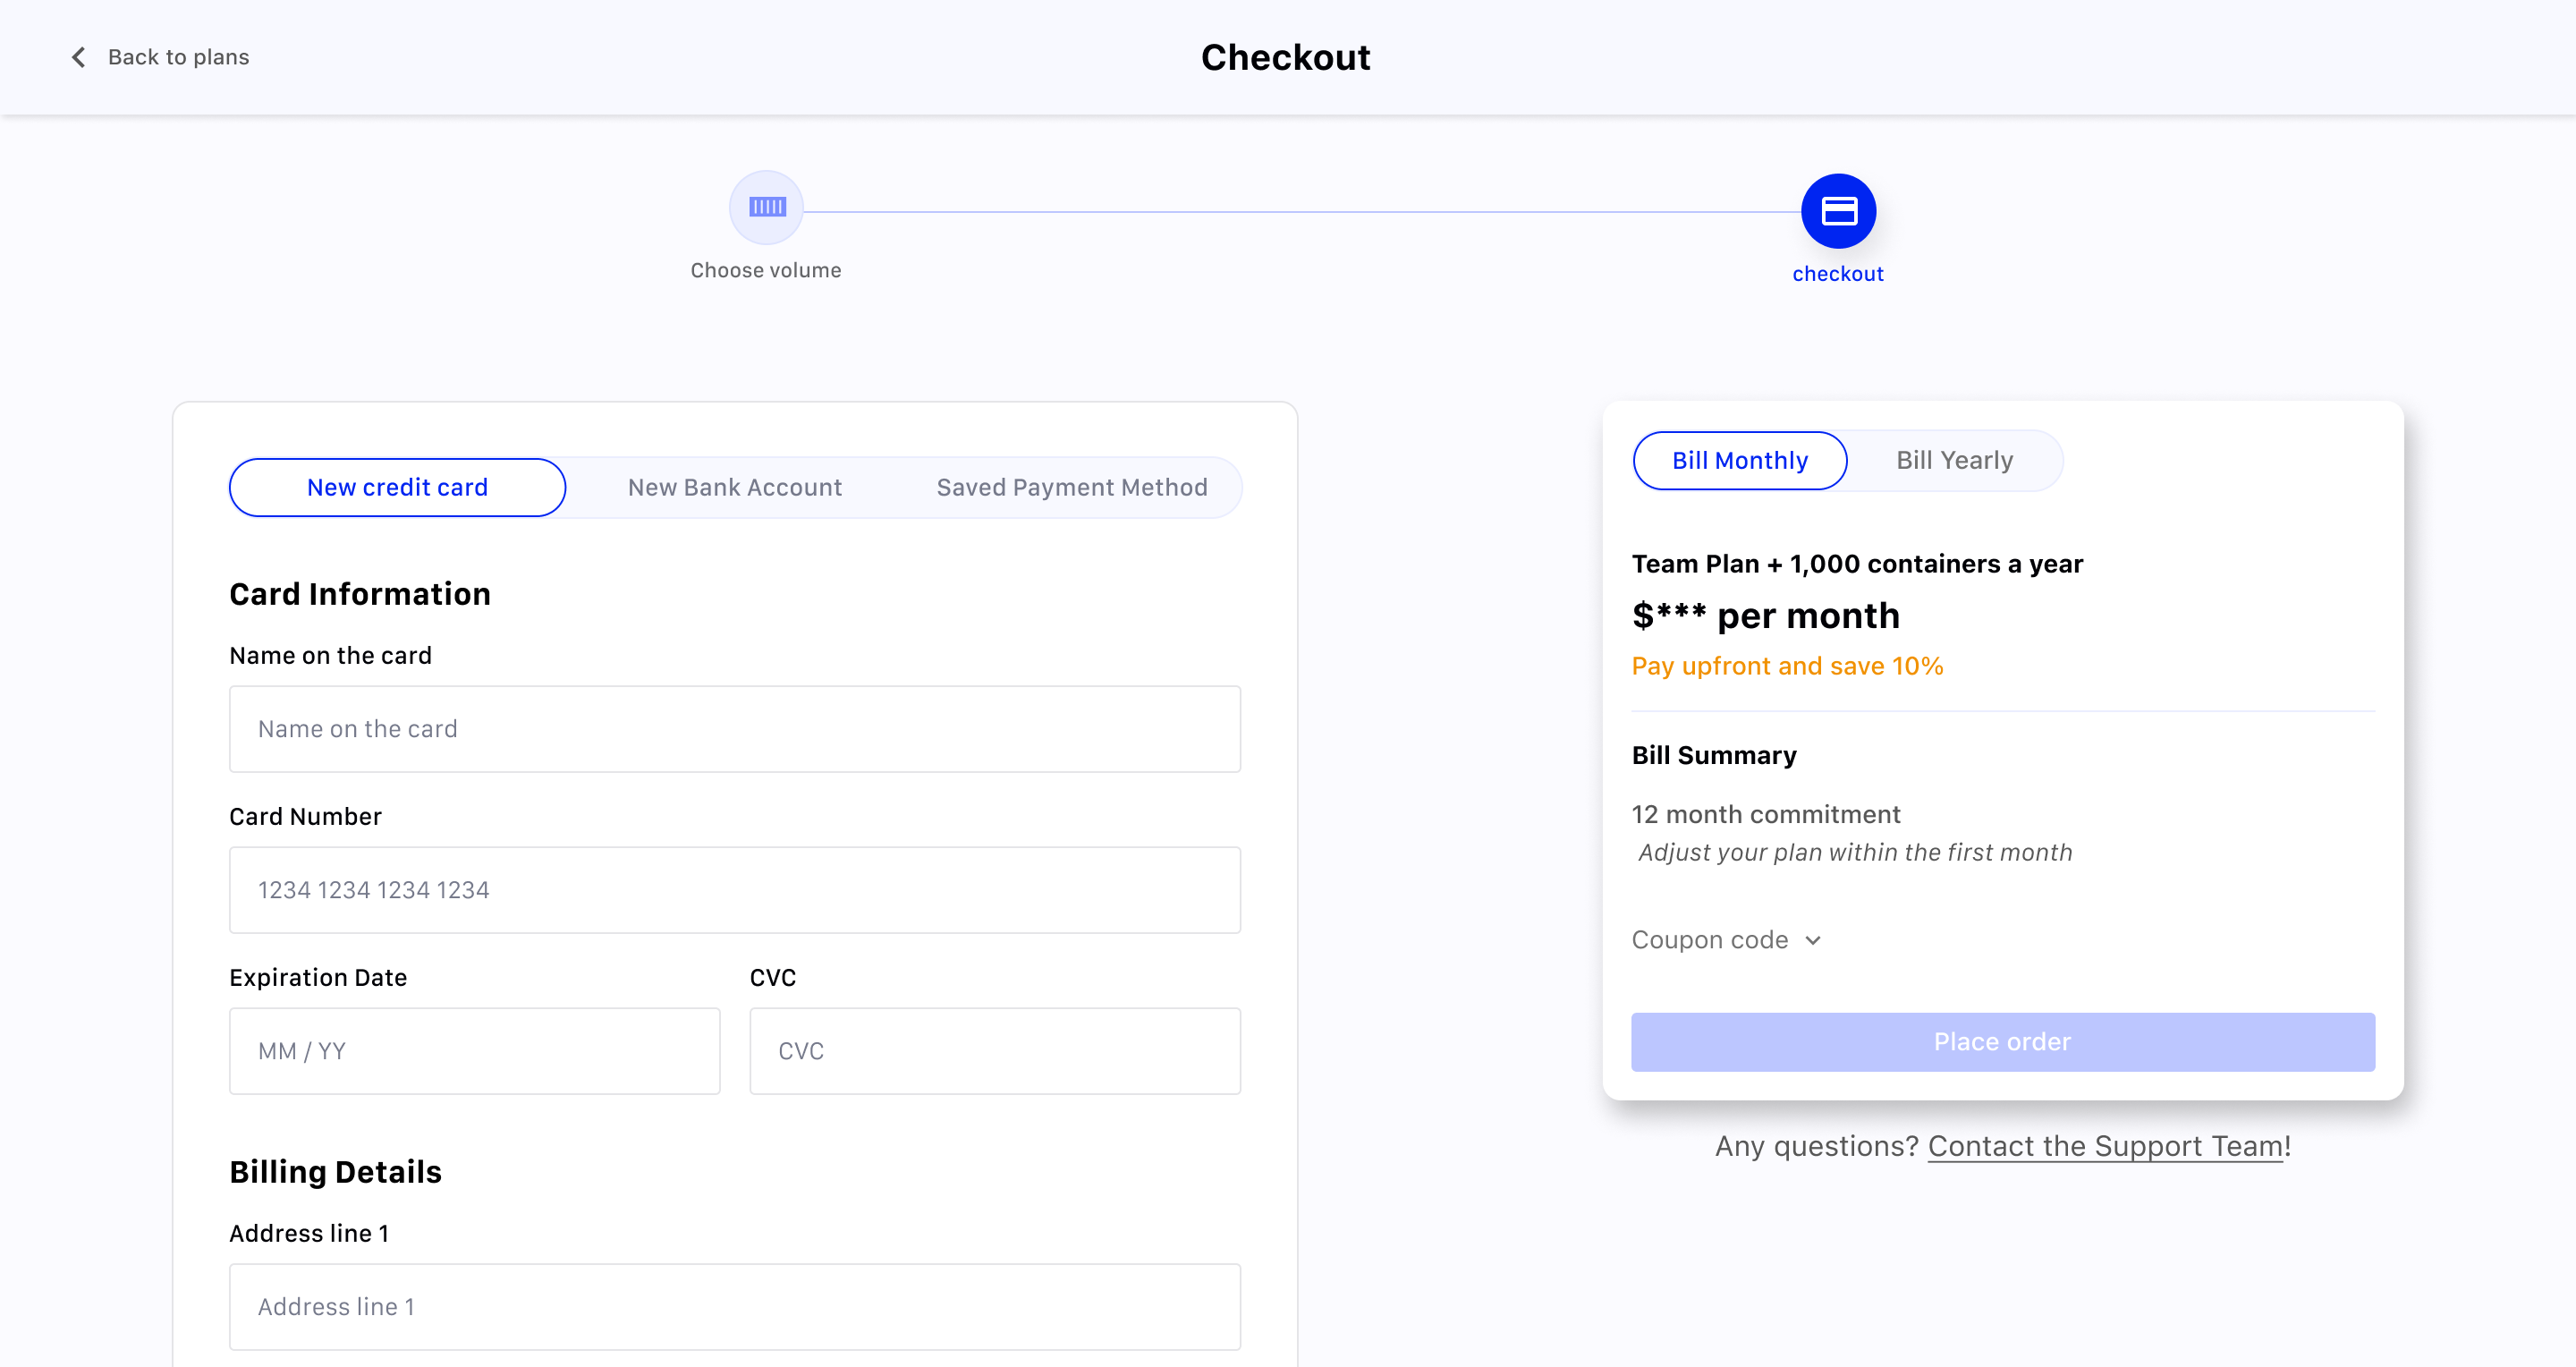 Back to plans
Checkout
Choose volume
checkout
New credit card
New Bank Account
Saved Payment Method
Card Information
Name on the card
Name on the card
Card Number
1234 1234 1234 1234
Expiration Date
CVC
MM / YY
CVC
Billing Details
Address line 1
Address line 1
Bill Monthly
Bill Yearly
Team Plan + 1,000 containers a year
$*** per month
Pay upfront and save 10%
Bill Summary
12 month commitment
Adjust your plan within the first month
Coupon code
Place order
Any questions? Contact the Support Team!